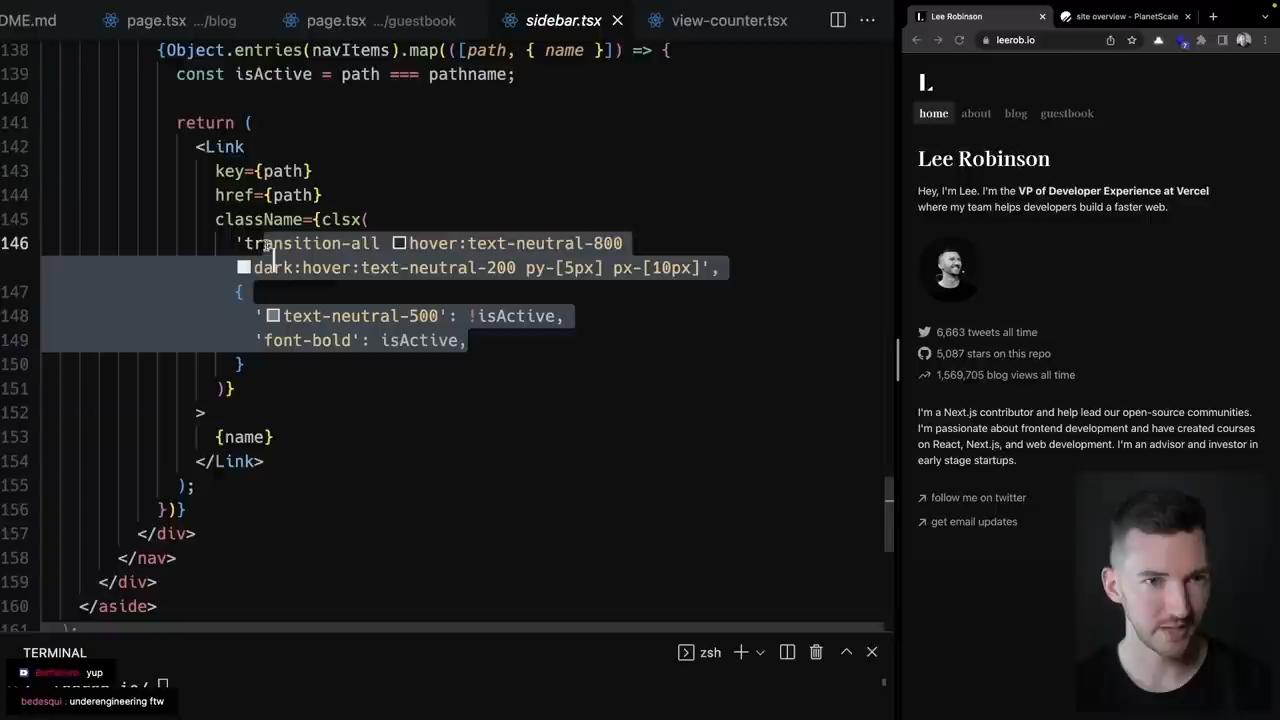 DME.md
page.tsx .../blog
page.tsx .../guestbook
sidebar.tsx
view-counter.tsx
138 {Object.entries(navItems).map(([path, { name }]) => {
139 const isActive = path === pathname;
140
141 return (
142 <Link
143 key={path}
144 href={path}
145 className={clsx(
146 'transition-all hover:text-neutral-800
dark:hover:text-neutral-200 py-[5px] px-[10px]',
147 {
148 'text-neutral-500': !isActive,
149 'font-bold': isActive,
150 }
151 )}
152 >
153 {name}
154 </Link>
155 );
156 })}
157 </div>
158 </nav>
159 </div>
160 </aside>
161 );
TERMINAL
zsh
yup
bedesqui : underengineering ftw
Lee Robinson
site overview - PlanetScale
leerob.io
home about blog guestbook
Lee Robinson
Hey, I'm Lee. I'm the VP of Developer Experience at Vercel
where my team helps developers build a faster web.
6,663 tweets all time
5,087 stars on this repo
1,569,705 blog views all time
I'm a Next.js contributor and help lead our open-source communities.
I'm passionate about frontend development and have created courses
on React, Next.js, and web development. I'm an advisor and investor in
early stage startups.
follow me on twitter
get email updates